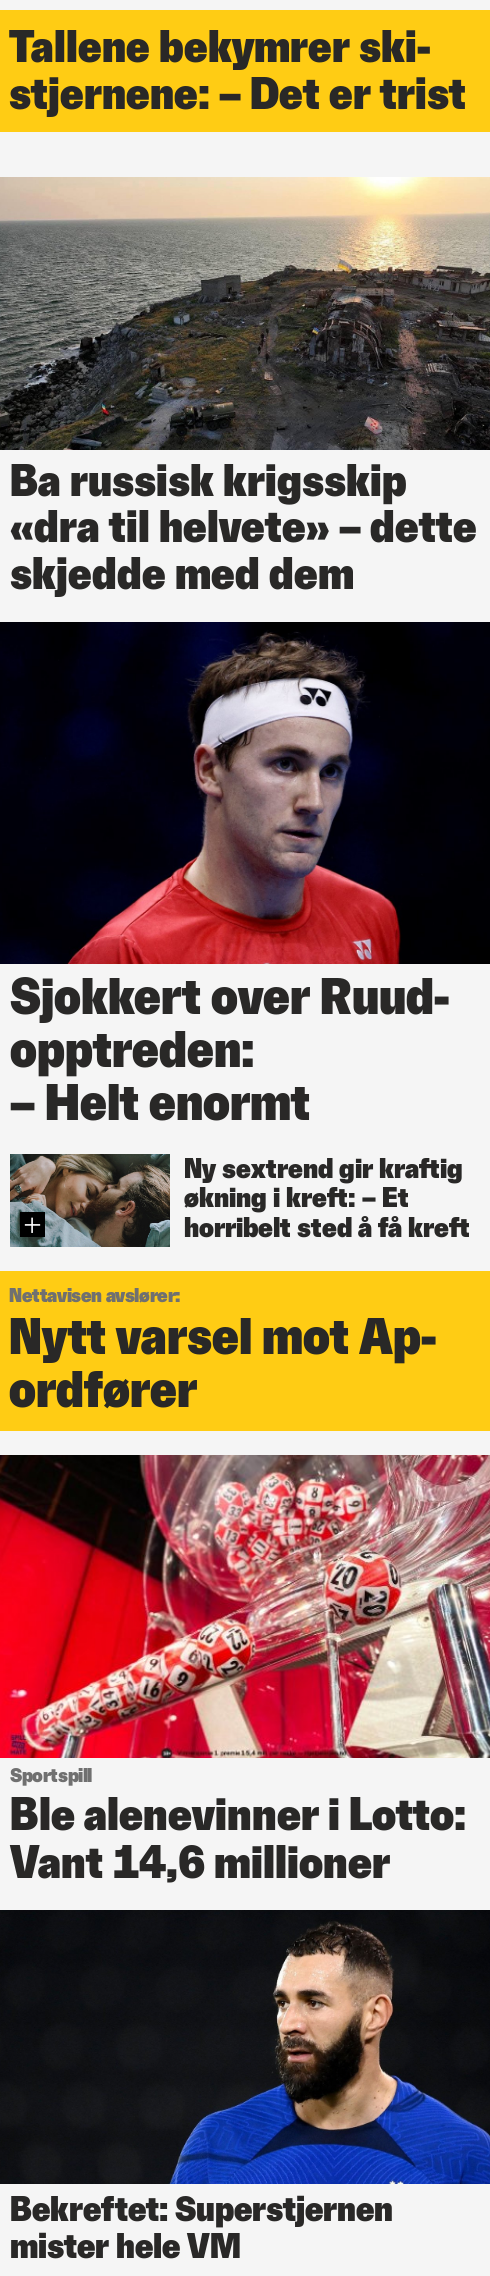 Tallene bekymrer ski-
stjernene: – Det er trist
Ba russisk krigsskip
«dra til helvete» – dette
skjedde med dem
Sjokkert over Ruud-
opptreden:
– Helt enormt
Ny sextrend gir kraftig
økning i kreft: – Et
horribelt sted å få kreft
Nettavisen avslører:
Nytt varsel mot Ap-
ordfører
Sportspill
Ble alenevinner i Lotto:
Vant 14,6 millioner
Bekreftet: Superstjernen
mister hele VM